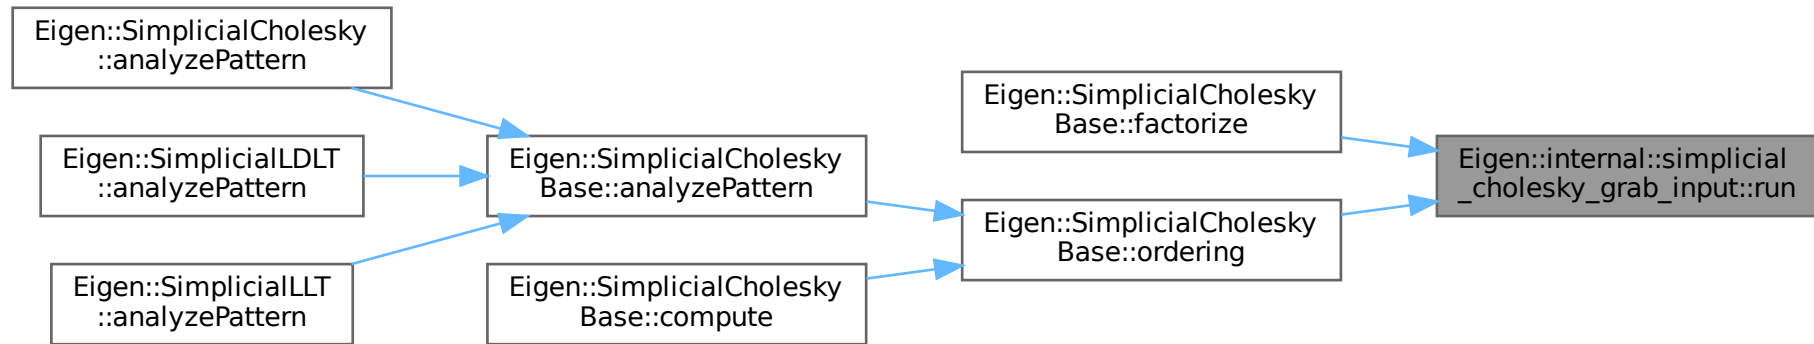 Eigen::SimplicialCholesky
::analyzePattern
Eigen::SimplicialLDLT
::analyzePattern
Eigen::SimplicialLLT
::analyzePattern
Eigen::SimplicialCholesky
Base::analyzePattern
Eigen::SimplicialCholesky
Base::compute
Eigen::SimplicialCholesky
Base::factorize
Eigen::SimplicialCholesky
Base::ordering
Eigen::internal::simplicial
_cholesky_grab_input::run